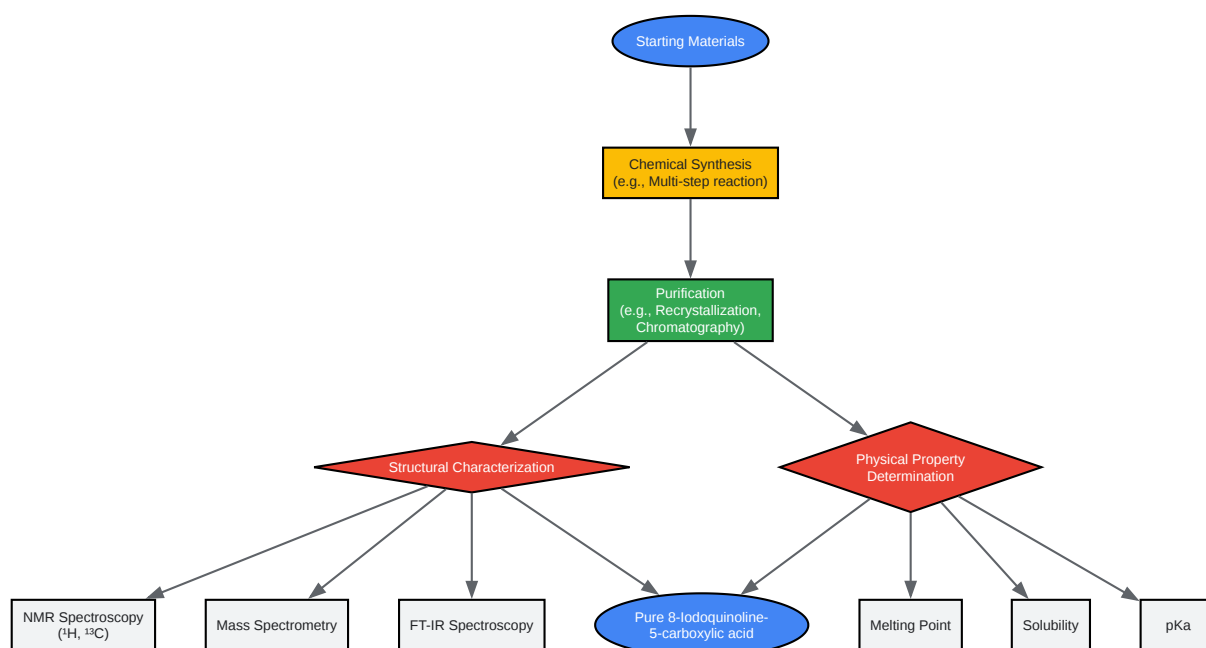 Starting Materials
Chemical Synthesis
(e.g., Multi-step reaction)
Purification
(e.g., Recrystallization,
Chromatography)
Structural Characterization
Physical Property
Determination
NMR Spectroscopy
(¹H, ¹³C)
Mass Spectrometry
FT-IR Spectroscopy
Pure 8-Iodoquinoline-
5-carboxylic acid
Melting Point
Solubility
pKa